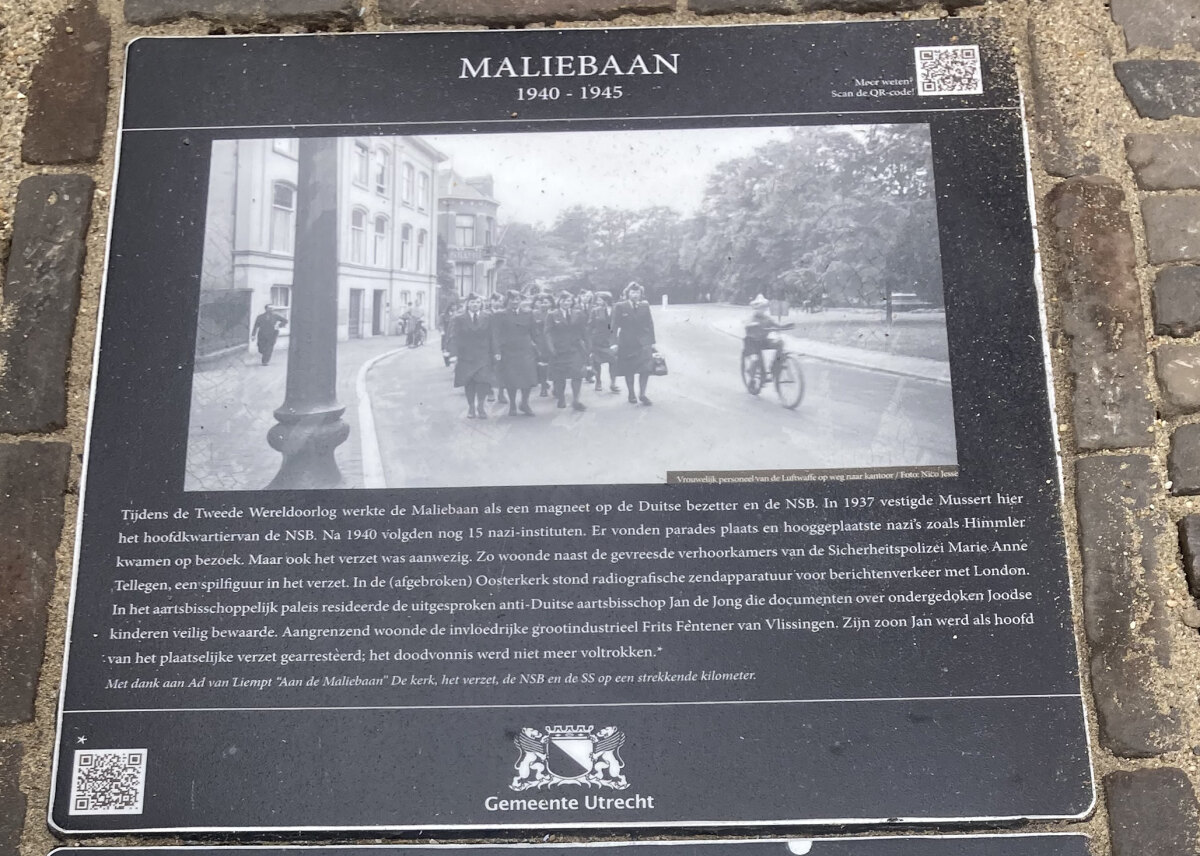 MALIEBAAN
1940 - 1945
Meer weten?
Scan de QR-code!
Vrouwelijk personeel van de Luftwaffe op weg naar kantoor / Foto: Nico Jesse
Tijdens de Tweede Wereldoorlog werkte de Maliebaan als een magneet op de Duitse bezetter en de NSB. In 1937 vestigde Mussert hier
het hoofdkwartiervan de NSB. Na 1940 volgden nog 15 nazi-instituten. Er vonden parades plaats en hooggeplaatste nazi's zoals Himmler
kwamen op bezoek. Maar ook het verzet was aanwezig. Zo woonde naast de gevreesde verhoorkamers van de Sicherheitspolizei Marie Anne
Tellegen, een spilfiguur in het verzet. In de (afgebroken) Oosterkerk stond radiografische zendapparatuur voor berichtenverkeer met London.
In het aartsbisschoppelijk paleis resideerde de uitgesproken anti-Duitse aartsbisschop Jan de Jong die documenten over ondergedoken Joodse
kinderen veilig bewaarde. Aangrenzend woonde de invloedrijke grootindustrieel Frits Fentener van Vlissingen. Zijn zoon Jan werd als hoofd
van het plaatselijke verzet gearresteerd; het doodvonnis werd niet meer voltrokken.*
Met dank aan Ad van Liempt "Aan de Maliebaan" De kerk, het verzet, de NSB en de SS op een strekkende kilometer.
*
Gemeente Utrecht